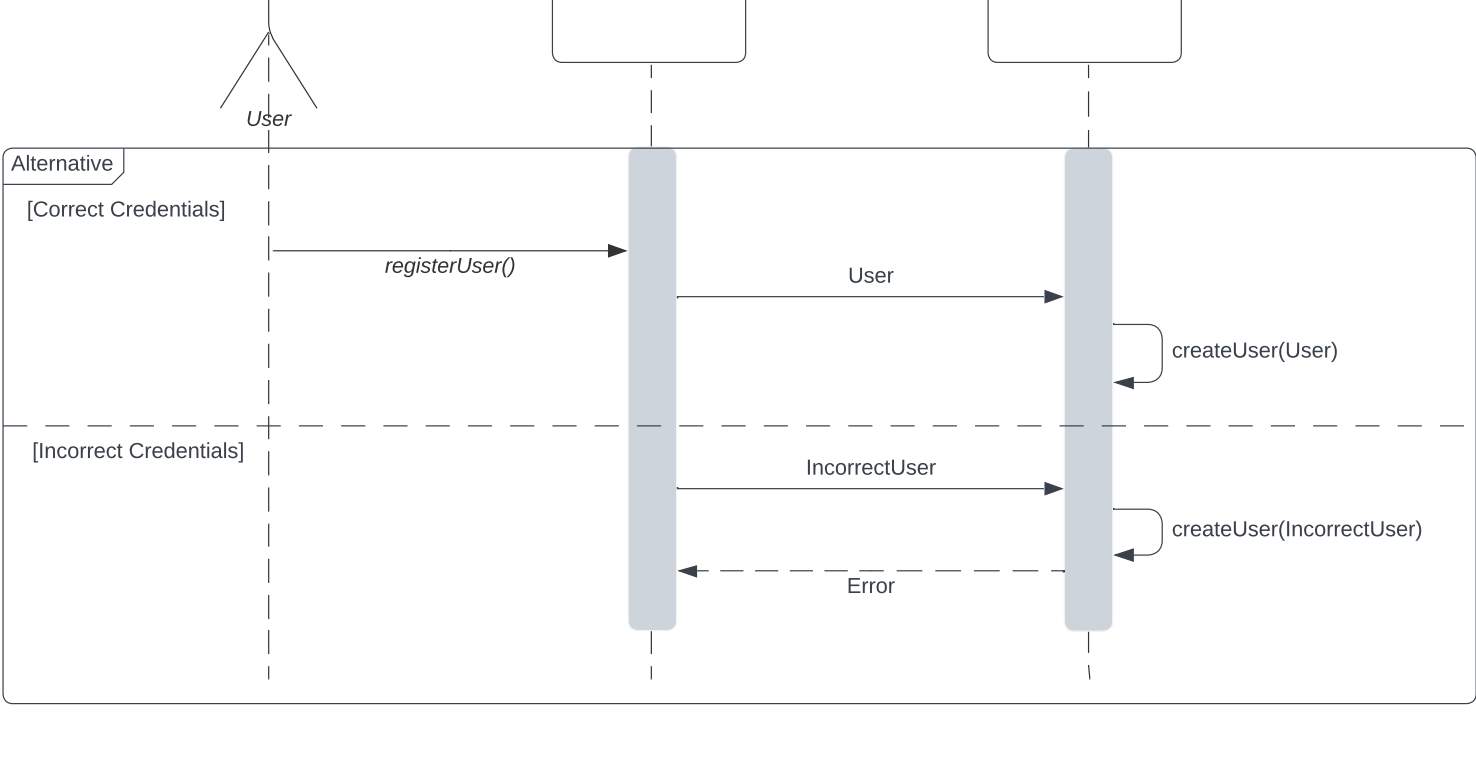 User
Alternative
[Correct Credentials]
registerUser()
User
createUser(User)
[Incorrect Credentials]
IncorrectUser
createUser(IncorrectUser)
Error